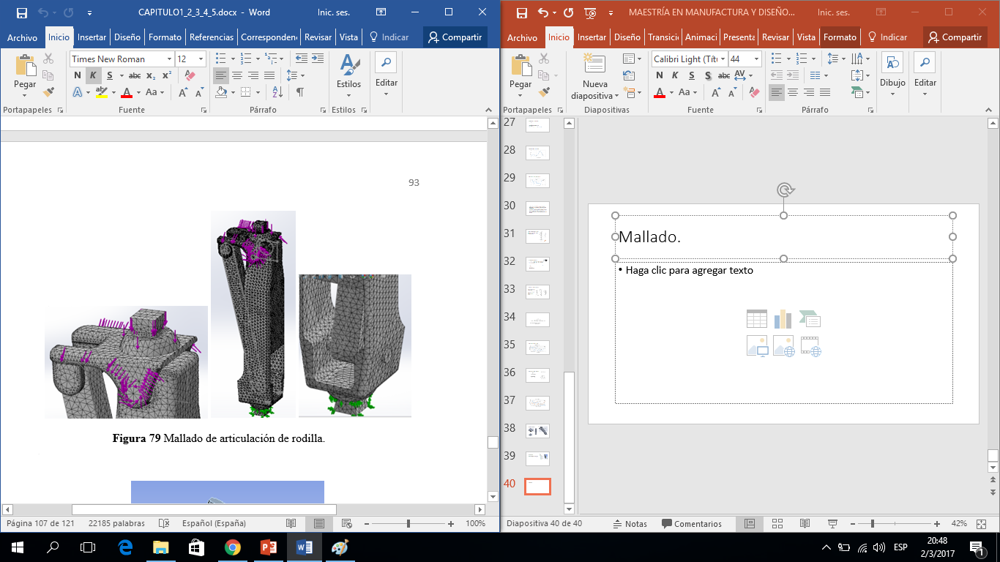 CAPITULO1_2_3_4_5.docx - Word
Inic. ses.
Archivo Inicio Insertar Diseño Formato Referencias Correspondenc Revisar Vista Indicar Compartir
Times New Roman 12
Pegar
N K S abc x₂ x²
A ab A Aa A A
Estilos
Editar
Portapapeles Fuente Párrafo Estilos
93
Figura 79 Mallado de articulación de rodilla.
Página 107 de 121 22185 palabras Español (España) 100%
MAESTRÍA EN MANUFACTURA Y DISEÑO...
Inic. ses.
Archivo Inicio Insertar Diseño Transici Animaci Presenta Revisar Vista Formato Indicar Compartir
Calibri Light (Títu 44
Pegar
Nueva
diapositiva
N K S S abc AV
A Aa A A
Dibujo
Editar
Portapapeles Diapositivas Fuente Párrafo
27
28
29
30
31
32
33
34
35
36
37
38
39
40
Mallado.
• Haga clic para agregar texto
Diapositiva 40 de 40 Notas Comentarios 42%
ESP
20:48
2/3/2017
1